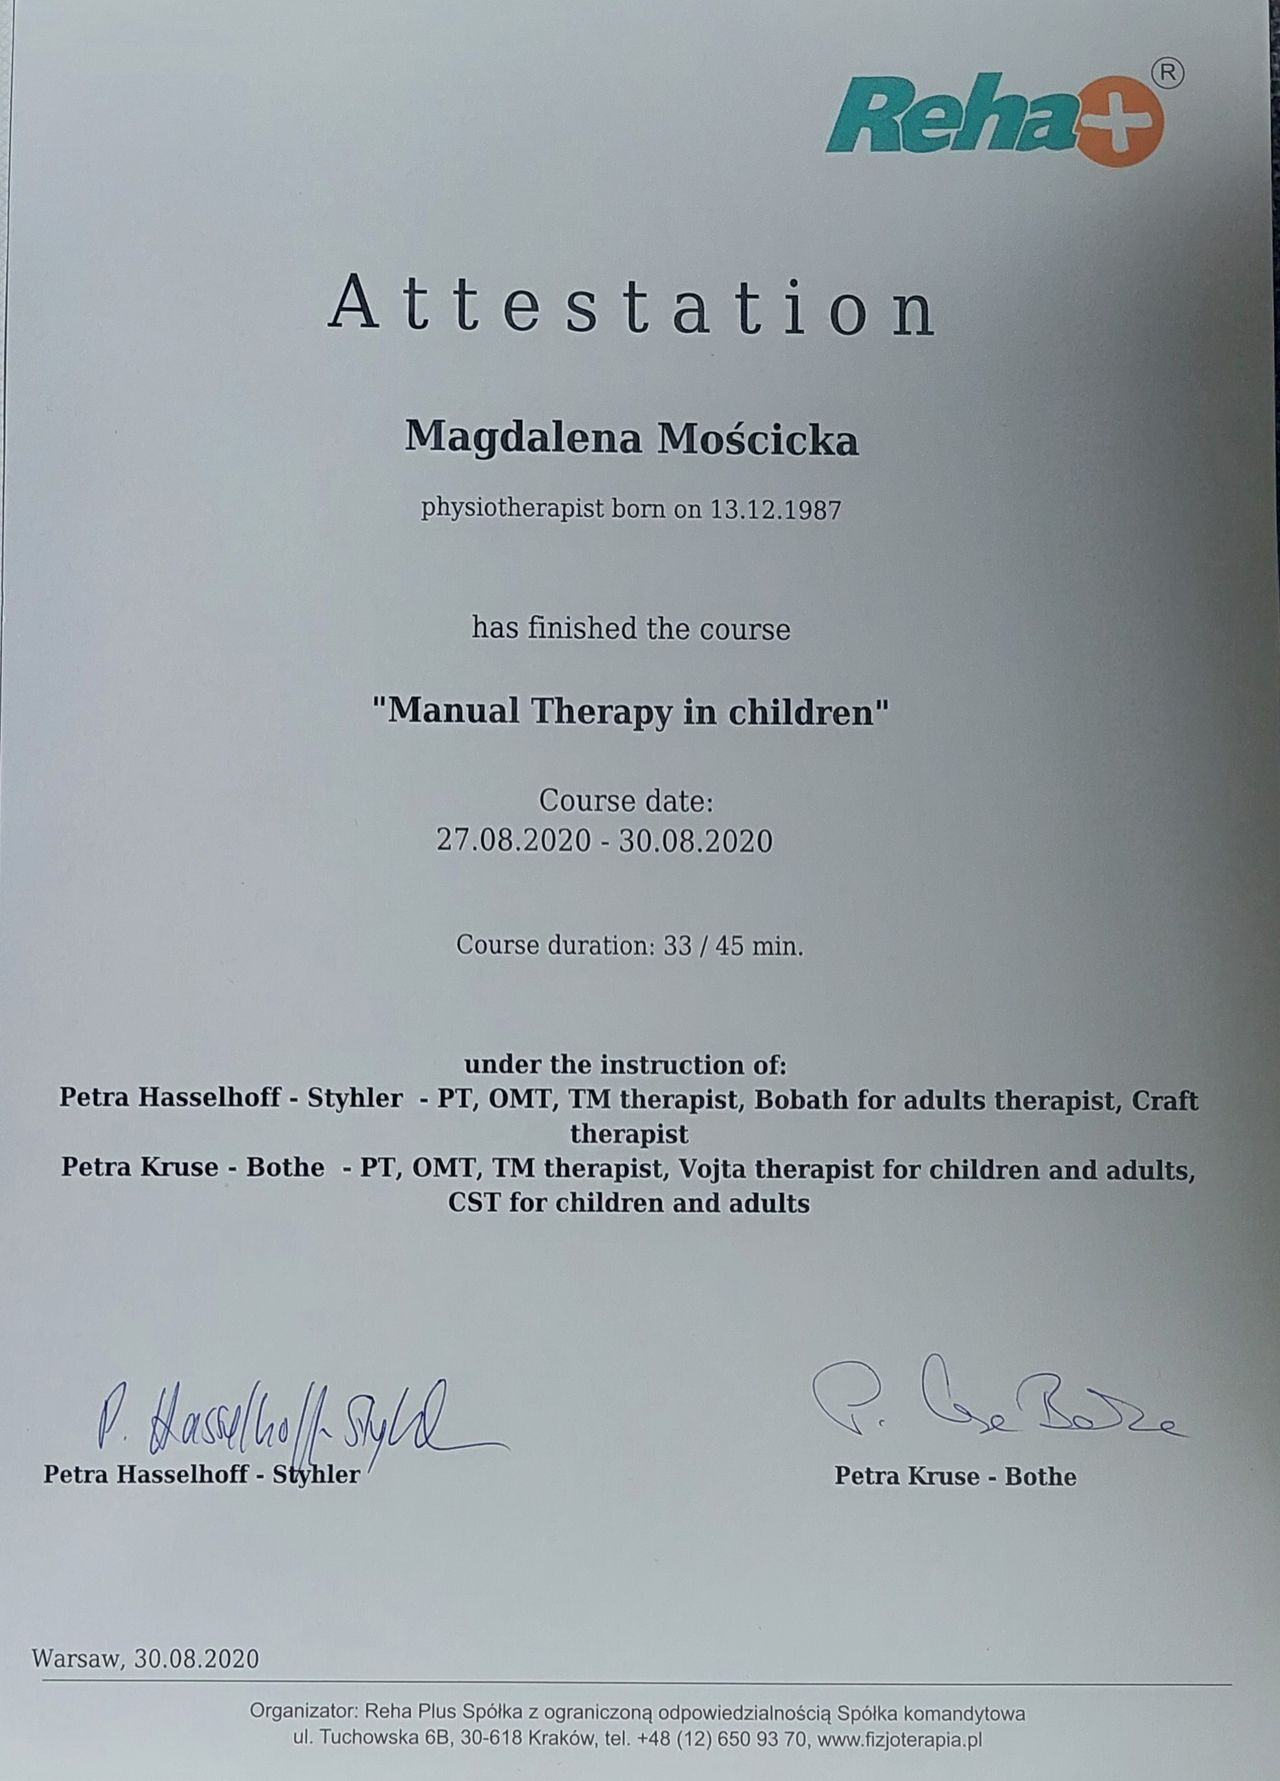 Reha+ ®
Attestation
Magdalena Mościcka
physiotherapist born on 13.12.1987
has finished the course
"Manual Therapy in children"
Course date:
27.08.2020 - 30.08.2020
Course duration: 33 / 45 min.
under the instruction of:
Petra Hasselhoff - Styhler - PT, OMT, TM therapist, Bobath for adults therapist, Craft
therapist
Petra Kruse - Bothe - PT, OMT, TM therapist, Vojta therapist for children and adults,
CST for children and adults
P. Hasselhoff-Styhler
Petra Hasselhoff - Styhler
P. Kruse Bothe
Petra Kruse - Bothe
Warsaw, 30.08.2020
Organizator: Reha Plus Spółka z ograniczoną odpowiedzialnością Spółka komandytowa
ul. Tuchowska 6B, 30-618 Kraków, tel. +48 (12) 650 93 70, www.fizjoterapia.pl